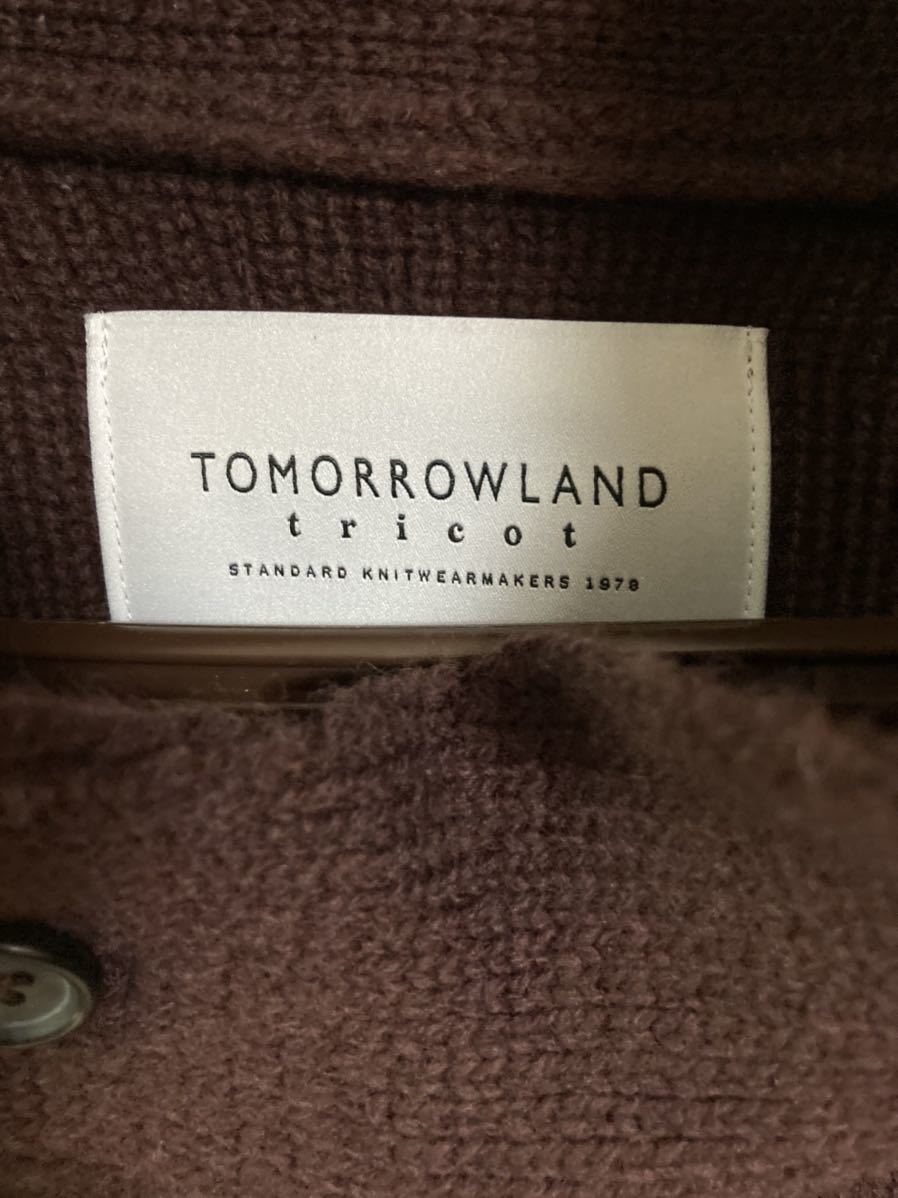 TOMORROWLAND
tricot
STANDARD KNITWEARMAKERS 1978